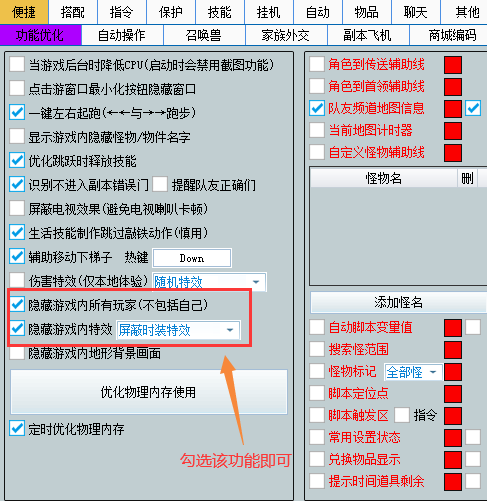 便捷 搭配 指令 保护 技能 挂机 自动 物品 聊天 其他
功能优化 自动操作 召唤兽 家族外交 副本飞机 商城编码
当游戏后台时降低CPU(启动时会禁用截图功能)
点击游窗口最小化按钮隐藏窗口
一键左右起跑(←←与→→跑步)
显示游戏内隐藏怪物/物件名字
优化跳跃时释放技能
识别不进入副本错误门 提醒队友正确们
屏蔽电视效果(避免电视喇叭卡顿)
生活技能制作跳过敲铁动作(慎用)
辅助移动下梯子 热键 Down
伤害特效(仅本地体验) 随机特效
隐藏游戏内所有玩家(不包括自己)
隐藏游戏内特效 屏蔽时装特效
隐藏游戏内地形背景画面
优化物理内存使用
定时优化物理内存
勾选该功能即可
角色到传送辅助线
角色到首领辅助线
队友频道地图信息
当前地图计时器
自定义怪物辅助线
怪物名 删
添加怪名
自动脚本变量值
搜索怪范围
怪物标记 全部怪
脚本定位点
脚本触发区 指令
常用设置状态
兑换物品显示
提示时间道具剩余